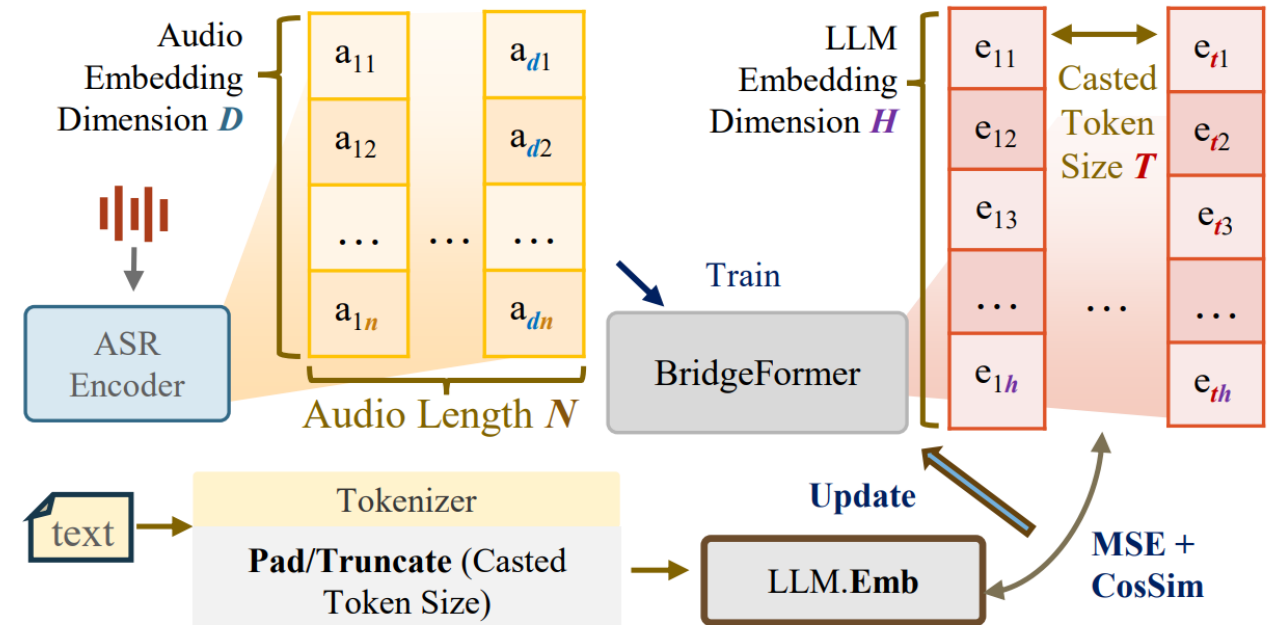 Audio
Embedding
Dimension D
a11
a12
…
a1n
…
ad1
ad2
…
adn
Audio Length N
ASR
Encoder
Train
BridgeFormer
LLM
Embedding
Dimension H
e11
e12
e13
…
e1h
Casted
Token
Size T
…
et1
et2
et3
…
eth
text
Tokenizer
Pad/Truncate (Casted
Token Size)
LLM.Emb
Update
MSE +
CosSim